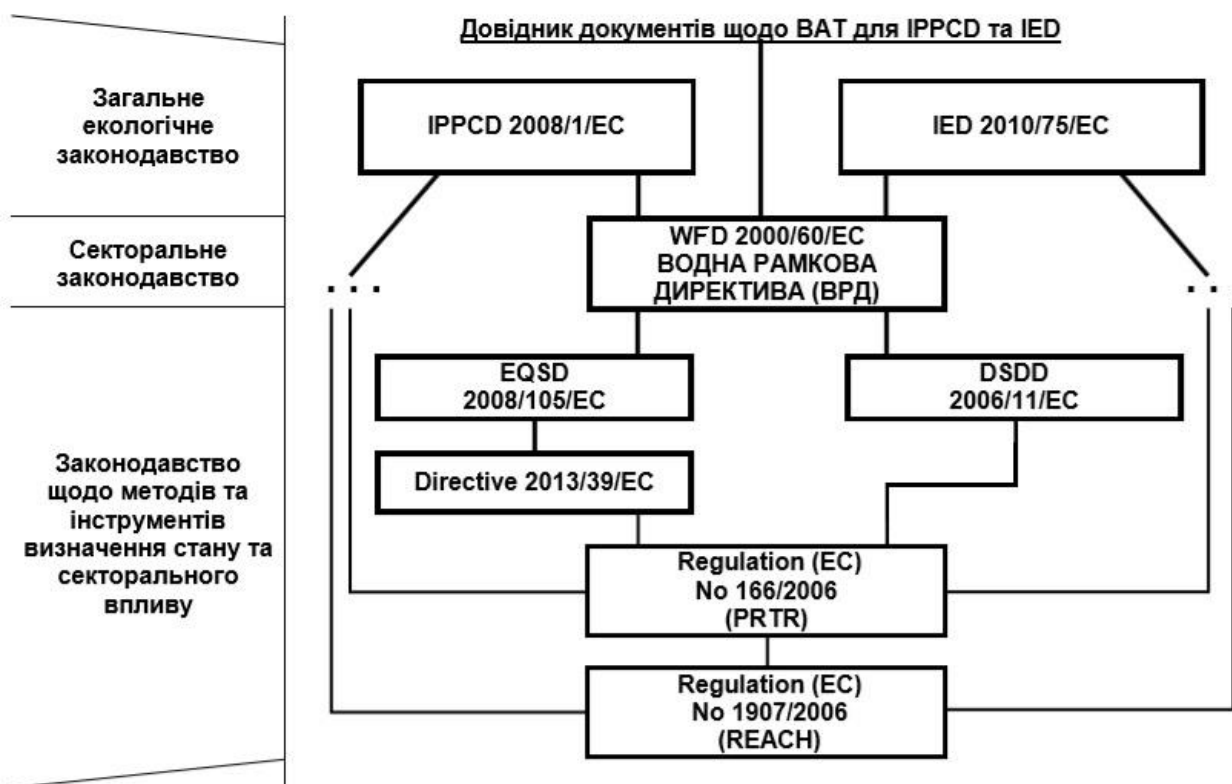 Довідник документів щодо BAT для IPPCD та IED
Загальне
екологічне
законодавство
IPPCD 2008/1/EC
IED 2010/75/EC
Секторальне
законодавство
WFD 2000/60/EC
ВОДНА РАМКОВА
ДИРЕКТИВА (ВРД)
. . .
. .
Законодавство
щодо методів та
інструментів
визначення стану та
секторального
впливу
EQSD
2008/105/EC
DSDD
2006/11/EC
Directive 2013/39/EC
Regulation (EC)
No 166/2006
(PRTR)
Regulation (EC)
No 1907/2006
(REACH)